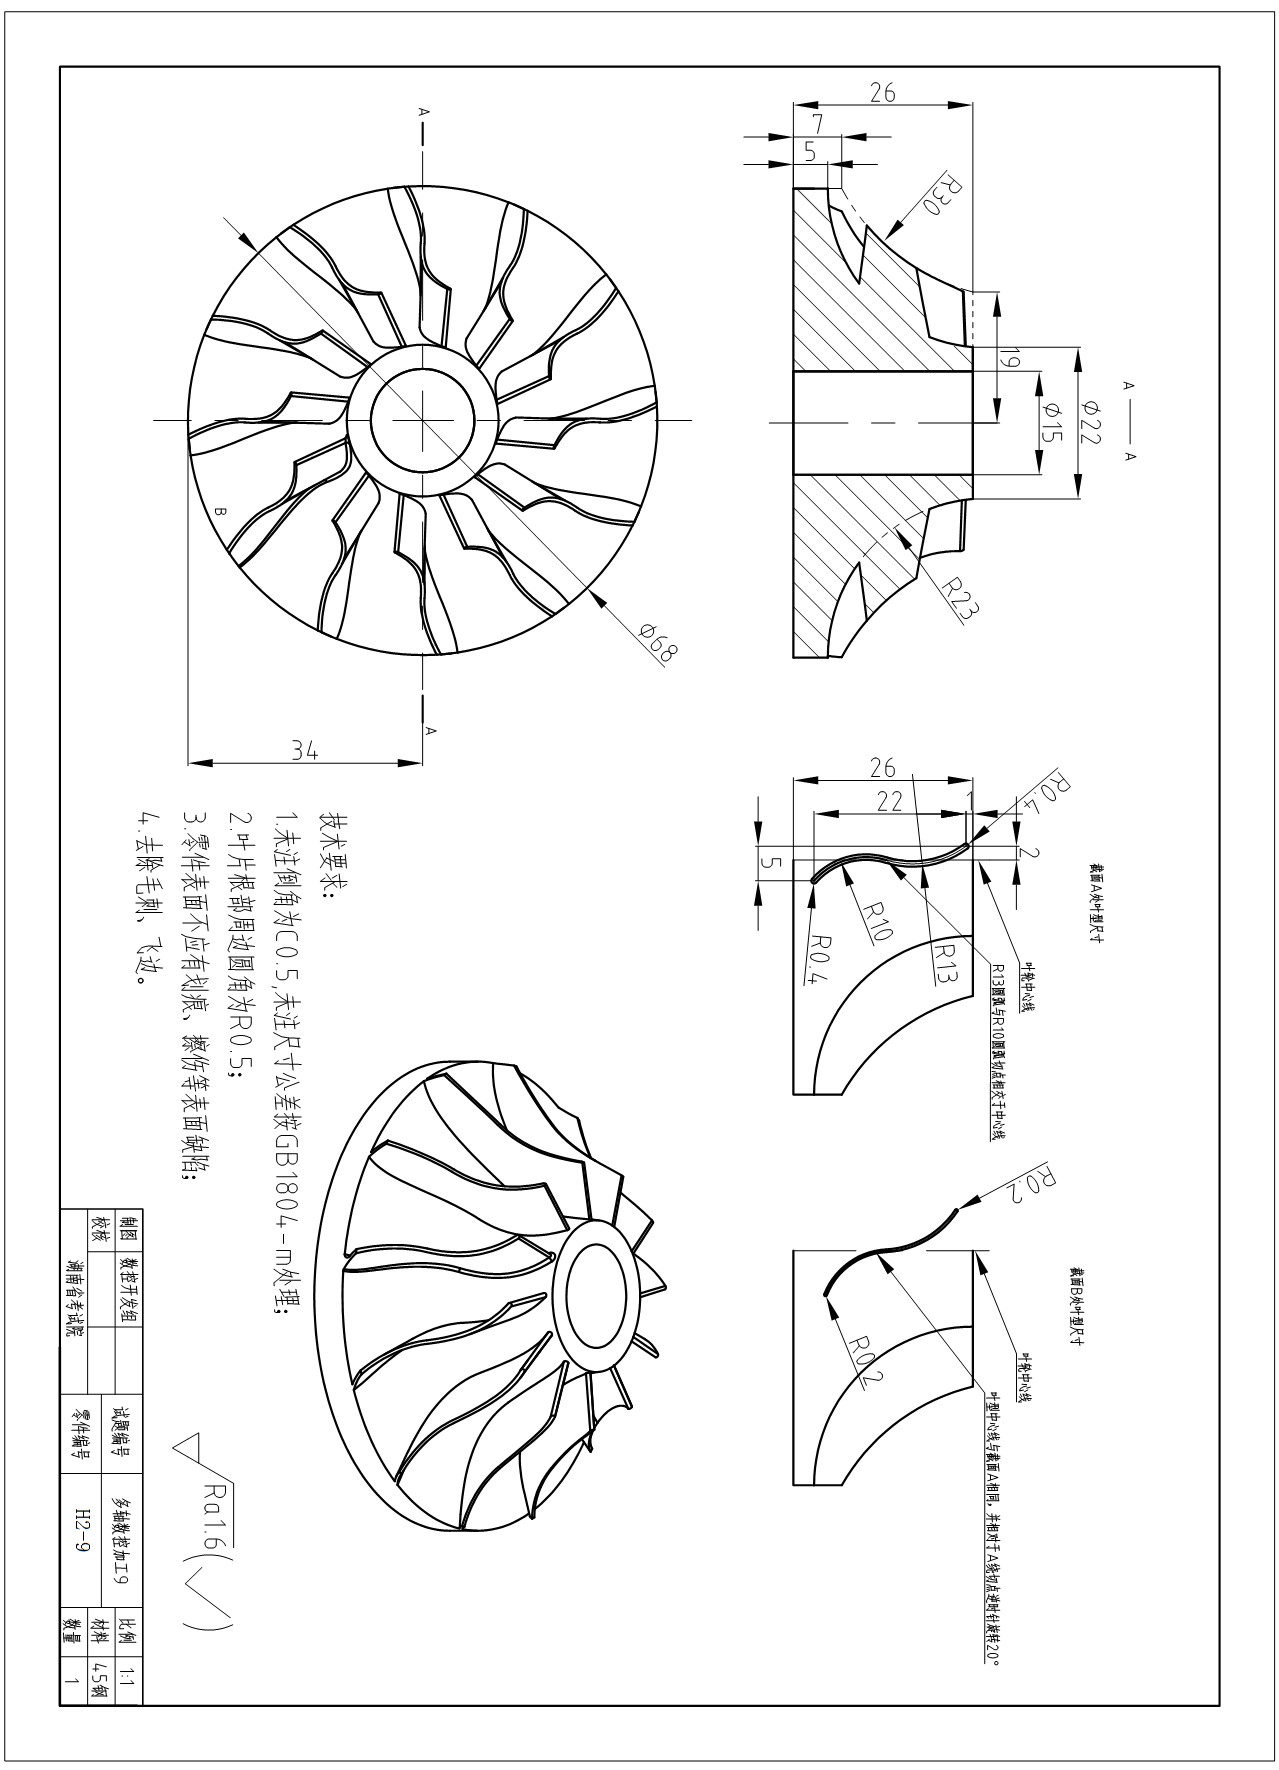 26
7
5
R30
19
Ø15
Ø22
A
A
R23
A
A
B
Ø68
34
截面A处叶型尺寸
26
22
1
2
5
R0.4
R10
R13
R0.4
叶轮中心线
R13圆弧与R10圆弧切点相交于中心线
截面B处叶型尺寸
R0.2
R0.2
叶轮中心线
叶型中心线与截面A相同，并相对于A绕切点逆时针旋转20°
技术要求：
1.未注倒角为C0.5,未注尺寸公差按GB1804-m处理；
2.叶片根部周边圆角为R0.5；
3.零件表面不应有划痕、擦伤等表面缺陷；
4.去除毛刺、飞边。
Ra1.6(√)
制图 数控开发组 试题编号 多轴数控加工9 比例 1:1
校核 材料 45钢
湖南省考试院 零件编号 H2-9 数量 1